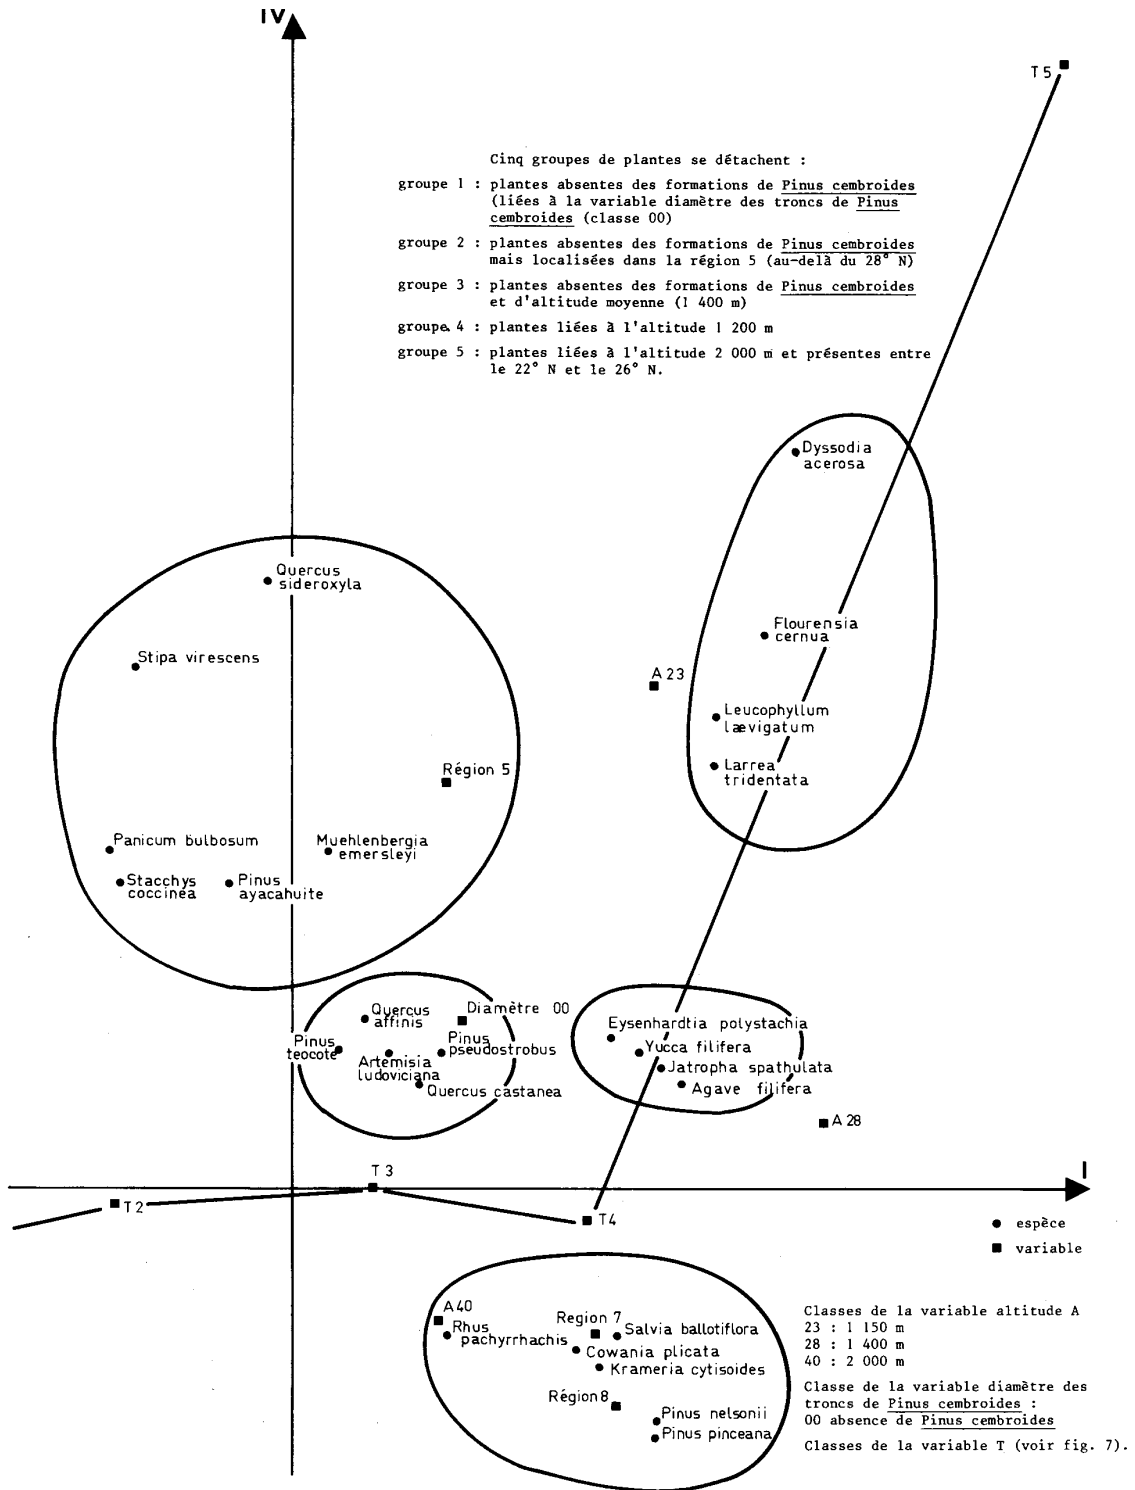 IV
T 5
Cinq groupes de plantes se détachent :
groupe 1 : plantes absentes des formations de Pinus cembroides
(liées à la variable diamètre des troncs de Pinus
cembroides (classe 00)
groupe 2 : plantes absentes des formations de Pinus cembroides
mais localisées dans la région 5 (au-delà du 28° N)
groupe 3 : plantes absentes des formations de Pinus cembroides
et d'altitude moyenne (1 400 m)
groupe 4 : plantes liées à l'altitude 1 200 m
groupe 5 : plantes liées à l'altitude 2 000 m et présentes entre
le 22° N et le 26° N.
Dyssodia
acerosa
Quercus
sideroxyla
Flourensia
cernua
Stipa virescens
A 23
Leucophyllum
lævigatum
Région 5
Larrea
tridentata
Panicum bulbosum
Muehlenbergia
emersleyi
Stacchys
coccinea
Pinus
ayacahuite
Quercus
affinis
Diamètre 00
Eysenhardtia polystachia
Pinus
teocote
Artemisia
ludoviciana
Pinus
pseudostrobus
Yucca filifera
Jatropha spathulata
Quercus castanea
Agave filifera
A 28
T 3
I
T 2
T4
espèce
variable
A 40
Rhus
pachyrrhachis
Region 7
Salvia ballotiflora
Cowania plicata
Krameria cytisoides
Région 8
Pinus nelsonii
Pinus pinceana
Classes de la variable altitude A
23 : 1 150 m
28 : 1 400 m
40 : 2 000 m
Classe de la variable diamètre des
troncs de Pinus cembroides :
00 absence de Pinus cembroides
Classes de la variable T (voir fig. 7).